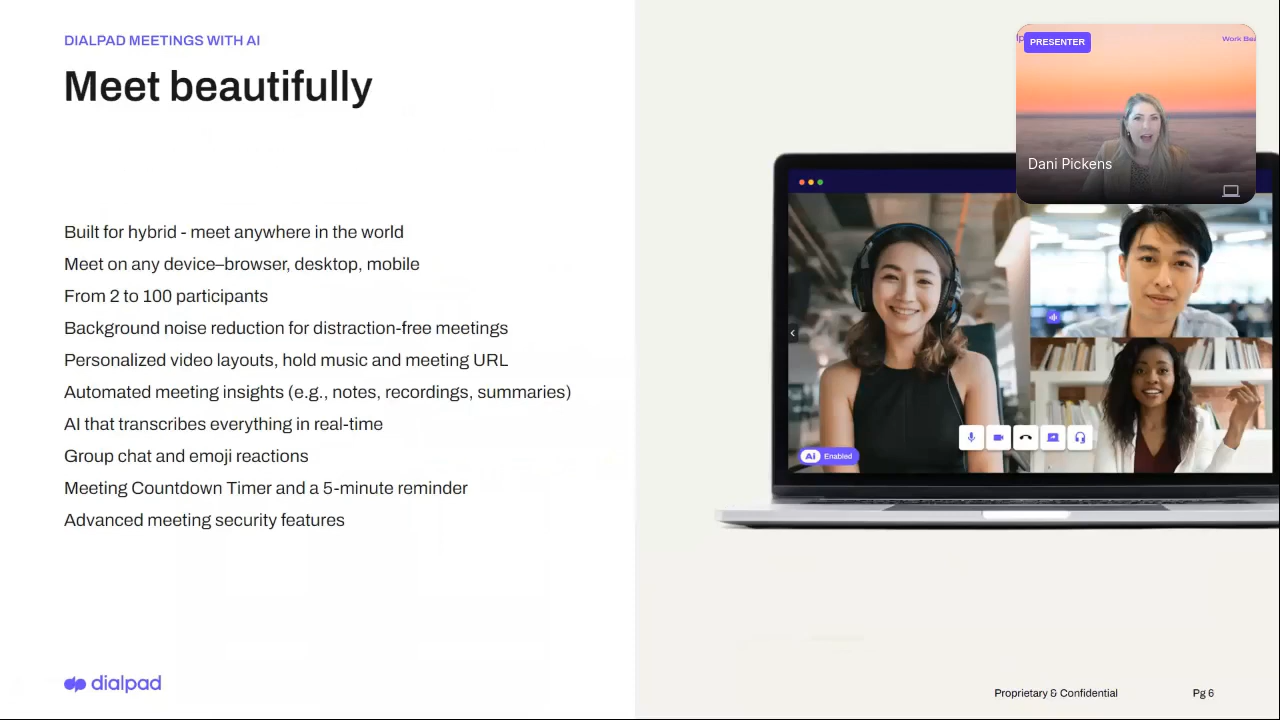 DIALPAD MEETINGS WITH AI
Meet beautifully
Built for hybrid - meet anywhere in the world
Meet on any device–browser, desktop, mobile
From 2 to 100 participants
Background noise reduction for distraction-free meetings
Personalized video layouts, hold music and meeting URL
Automated meeting insights (e.g., notes, recordings, summaries)
AI that transcribes everything in real-time
Group chat and emoji reactions
Meeting Countdown Timer and a 5-minute reminder
Advanced meeting security features
dialpad
PRESENTER
Work
Dani Pickens
Ai Enabled
Proprietary & Confidential
Pg 6